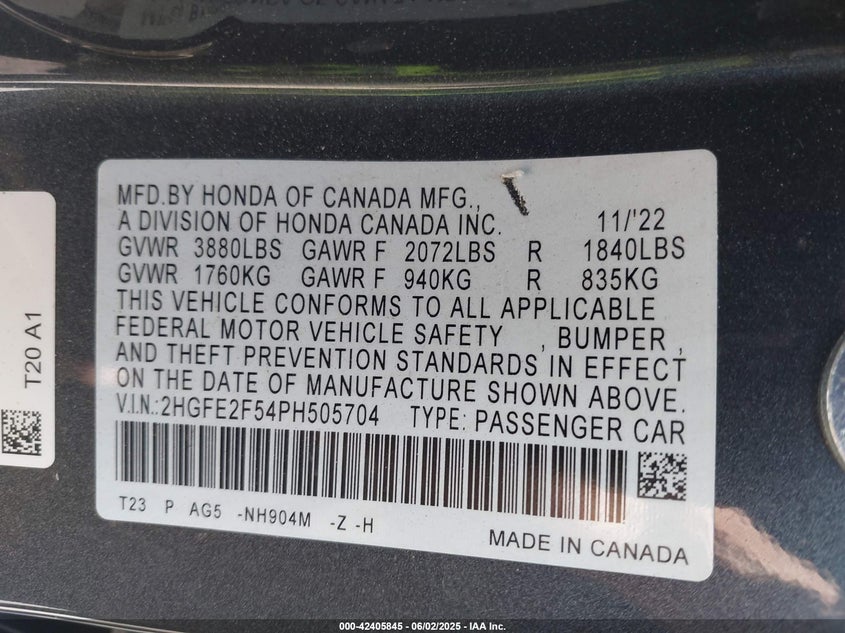 MFD.BY HONDA OF CANADA MFG.,
A DIVISION OF HONDA CANADA INC. 11/'22
GVWR 3880LBS GAWR F 2072LBS R 1840LBS
GVWR 1760KG GAWR F 940KG R 835KG
THIS VEHICLE CONFORMS TO ALL APPLICABLE
FEDERAL MOTOR VEHICLE SAFETY , BUMPER ,
AND THEFT PREVENTION STANDARDS IN EFFECT
ON THE DATE OF MANUFACTURE SHOWN ABOVE.
V.I.N.:2HGFE2F54PH505704 TYPE: PASSENGER CAR
T23 P AG5 -NH904M -Z -H
MADE IN CANADA
T20 A1
000-42405845 - 06/02/2025 - IAA Inc.